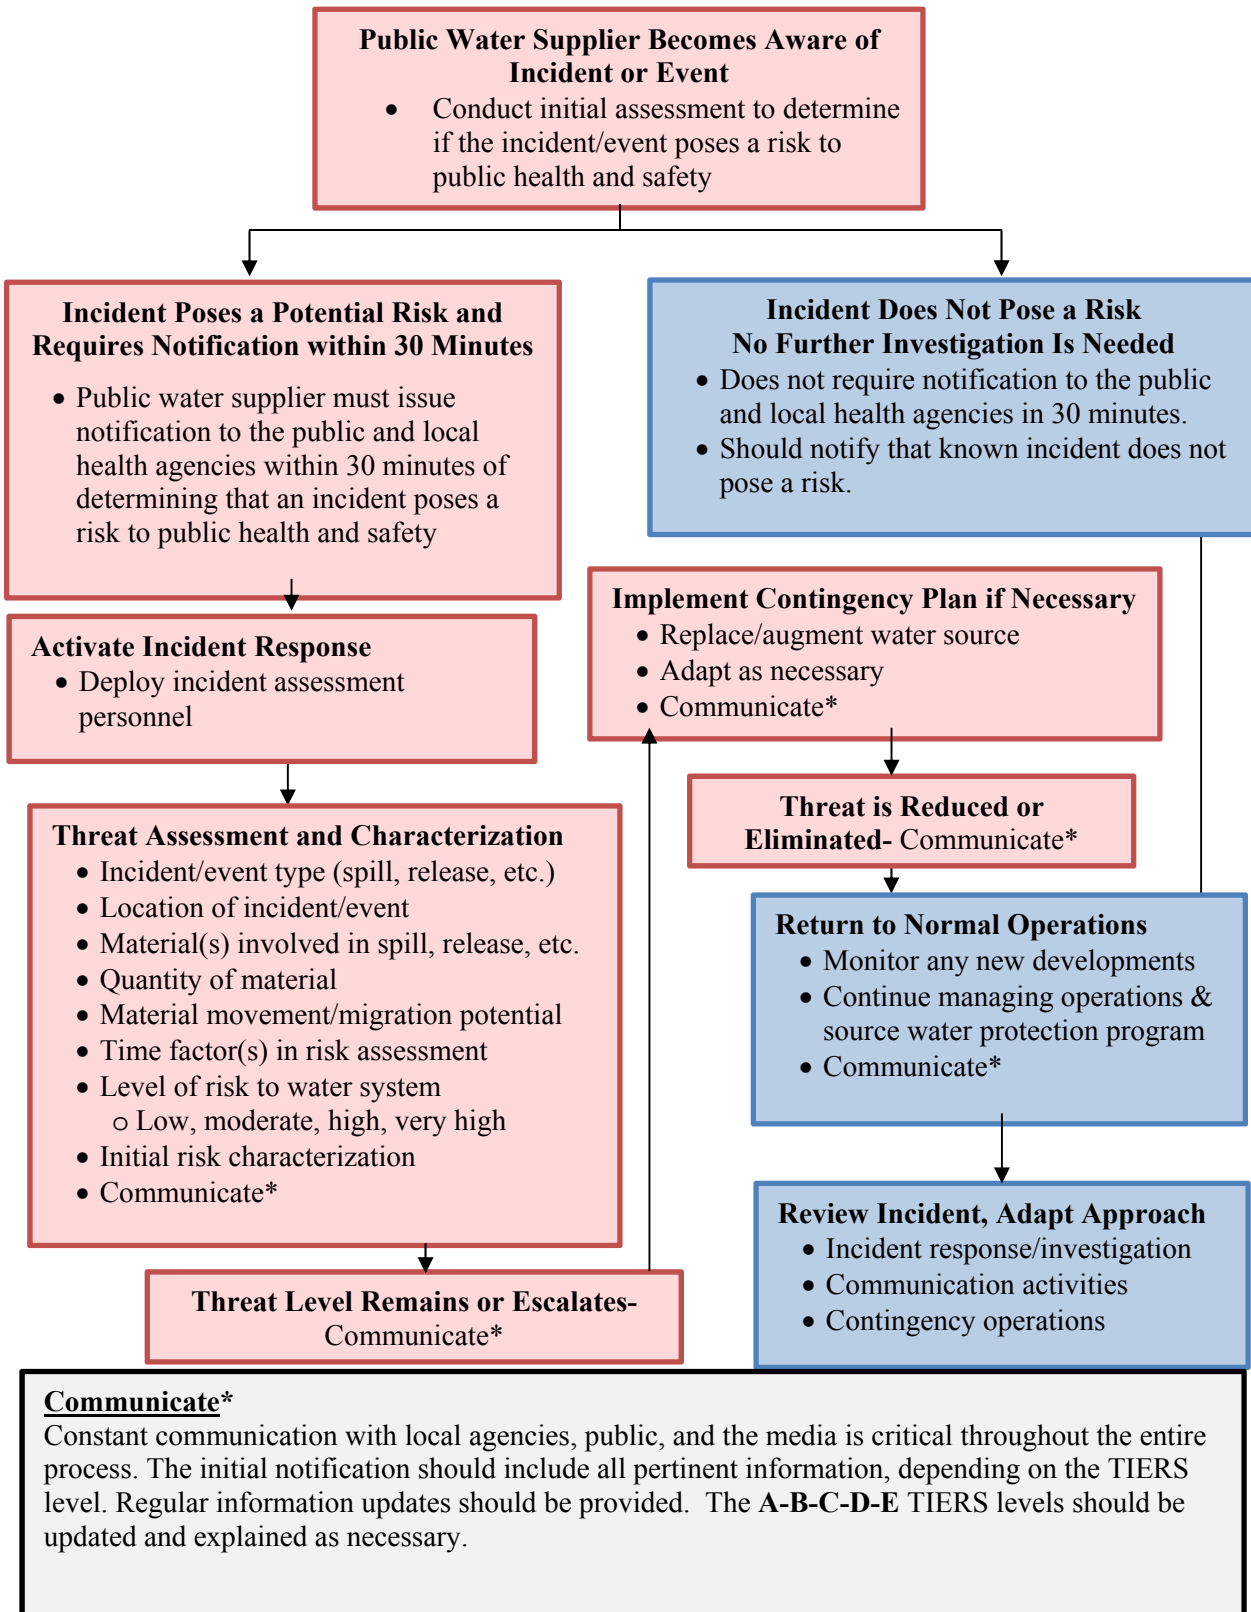 Public Water Supplier Becomes Aware of
Incident or Event
• Conduct initial assessment to determine
if the incident/event poses a risk to
public health and safety
Incident Poses a Potential Risk and
Requires Notification within 30 Minutes
• Public water supplier must issue
notification to the public and local
health agencies within 30 minutes of
determining that an incident poses a
risk to public health and safety
Incident Does Not Pose a Risk
No Further Investigation Is Needed
• Does not require notification to the public
and local health agencies in 30 minutes.
• Should notify that known incident does not
pose a risk.
Activate Incident Response
• Deploy incident assessment
personnel
Threat Assessment and Characterization
• Incident/event type (spill, release, etc.)
• Location of incident/event
• Material(s) involved in spill, release, etc.
• Quantity of material
• Material movement/migration potential
• Time factor(s) in risk assessment
• Level of risk to water system
o Low, moderate, high, very high
• Initial risk characterization
• Communicate*
Threat Level Remains or Escalates-
Communicate*
Implement Contingency Plan if Necessary
• Replace/augment water source
• Adapt as necessary
• Communicate*
Threat is Reduced or
Eliminated- Communicate*
Return to Normal Operations
• Monitor any new developments
• Continue managing operations &
source water protection program
• Communicate*
Review Incident, Adapt Approach
• Incident response/investigation
• Communication activities
• Contingency operations
Communicate*
Constant communication with local agencies, public, and the media is critical throughout the entire
process. The initial notification should include all pertinent information, depending on the TIERS
level. Regular information updates should be provided.  The A-B-C-D-E TIERS levels should be
updated and explained as necessary.